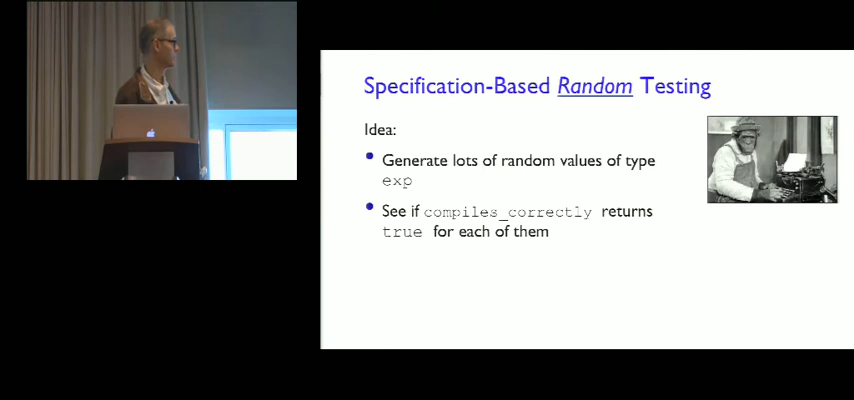 Specification-Based Random Testing
Idea:
Generate lots of random values of type
exp
See if compiles_correctly returns
true for each of them